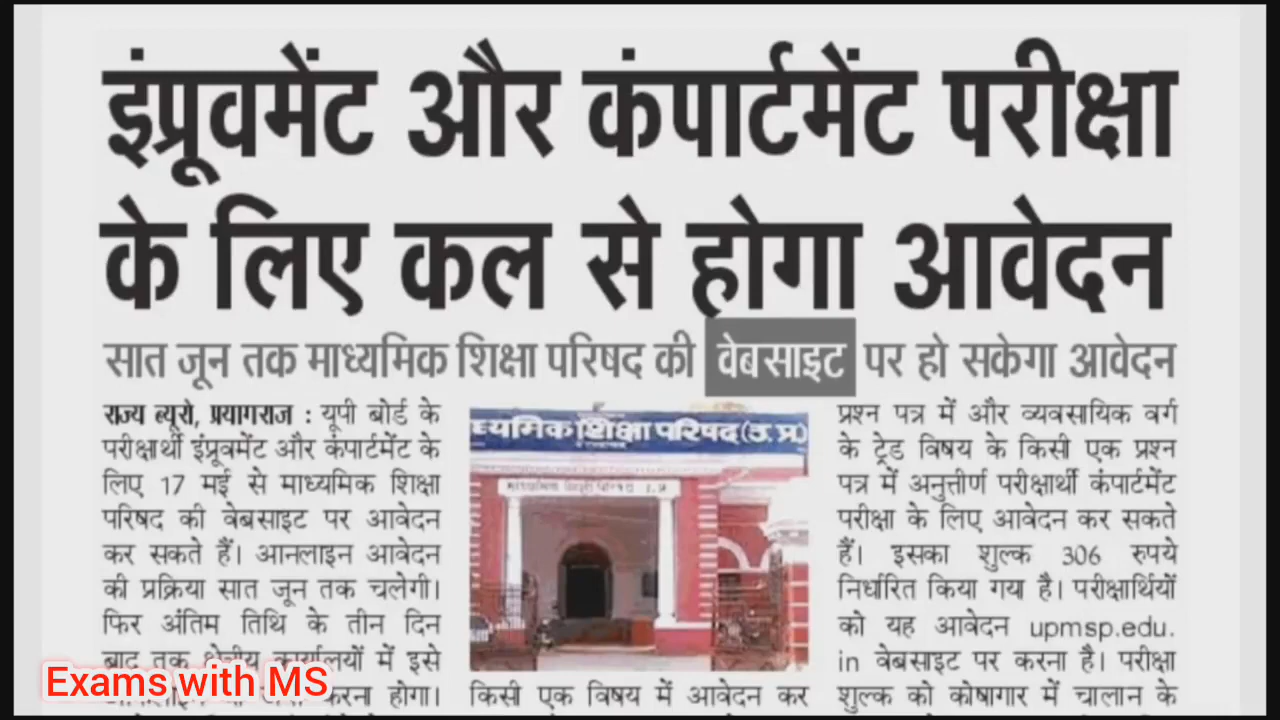 इंप्रूवमेंट और कंपार्टमेंट परीक्षा
के लिए कल से होगा आवेदन
सात जून तक माध्यमिक शिक्षा परिषद की वेबसाइट पर हो सकेगा आवेदन
राज्य ब्यूरो, प्रयागराज : यूपी बोर्ड के
परीक्षार्थी इंप्रूवमेंट और कंपार्टमेंट के
लिए 17 मई से माध्यमिक शिक्षा
परिषद की वेबसाइट पर आवेदन
कर सकते हैं। आनलाइन आवेदन
की प्रक्रिया सात जून तक चलेगी।
फिर अंतिम तिथि के तीन दिन
बाद तक क्षेत्रीय कार्यालयों में इसे
करना होगा।
ध्यमिक शिक्षा परिषद(उ.प्र.)
किसी एक विषय में आवेदन कर
प्रश्न पत्र में और व्यवसायिक वर्ग
के ट्रेड विषय के किसी एक प्रश्न
पत्र में अनुत्तीर्ण परीक्षार्थी कंपार्टमेंट
परीक्षा के लिए आवेदन कर सकते
हैं। इसका शुल्क 306 रुपये
निर्धारित किया गया है। परीक्षार्थियों
को यह आवेदन upmsp.edu.
in वेबसाइट पर करना है। परीक्षा
शुल्क को कोषागार में चालान के
Exams with MS